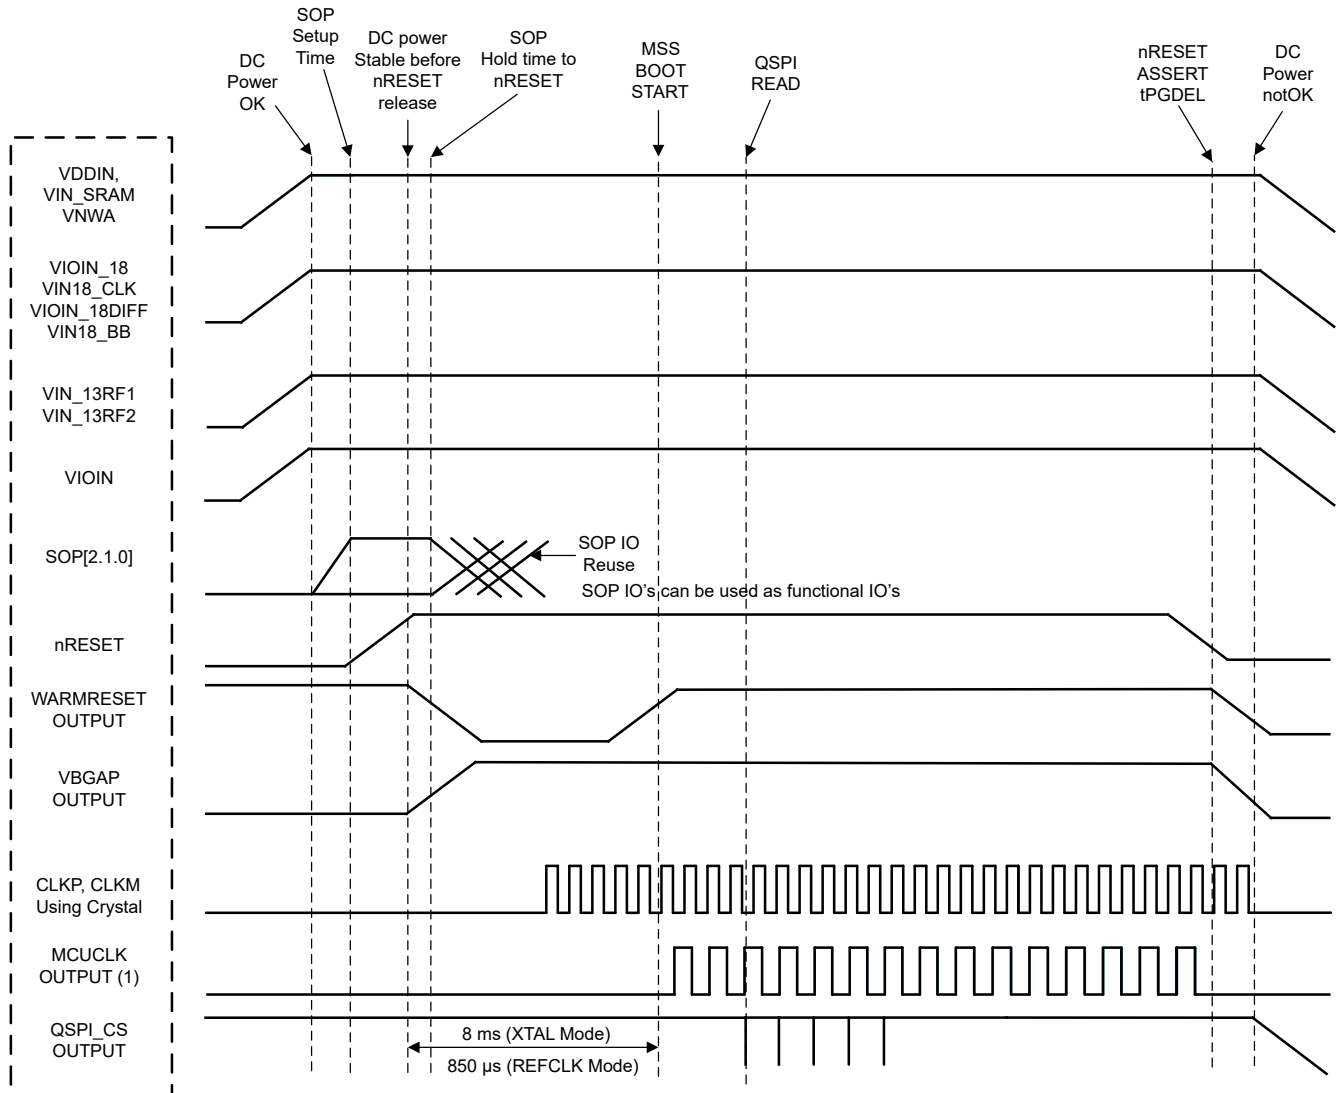 SOP
Setup
Time
DC
Power
OK
DC power
Stable before
nRESET
release
SOP
Hold time to
nRESET
MSS
BOOT
START
QSPI
READ
nRESET
ASSERT
tPGDEL
DC
Power
notOK
VDDIN,
VIN_SRAM
VNWA
VIOIN_18
VIN18_CLK
VIOIN_18DIFF
VIN18_BB
VIN_13RF1
VIN_13RF2
VIOIN
SOP[2.1.0]
SOP IO
Reuse
SOP IO's can be used as functional IO's
nRESET
WARMRESET
OUTPUT
VBGAP
OUTPUT
CLKP, CLKM
Using Crystal
MCUCLK
OUTPUT (1)
QSPI_CS
OUTPUT
8 ms (XTAL Mode)
850 µs (REFCLK Mode)